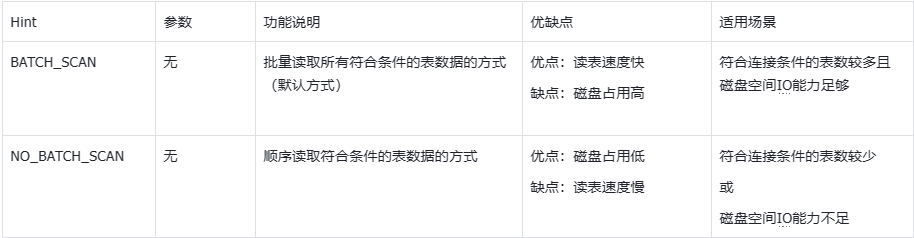 Hint 参数 功能说明 优缺点 适用场景
BATCH_SCAN 无 批量读取所有符合条件的表数据的方式
（默认方式）
优点：读表速度快
缺点：磁盘占用高
符合连接条件的表数较多且
磁盘空间IO能力足够
NO_BATCH_SCAN 无 顺序读取符合条件的表数据的方式
优点：磁盘占用低
缺点：读表速度慢
符合连接条件的表数较少
或
磁盘空间IO能力不足